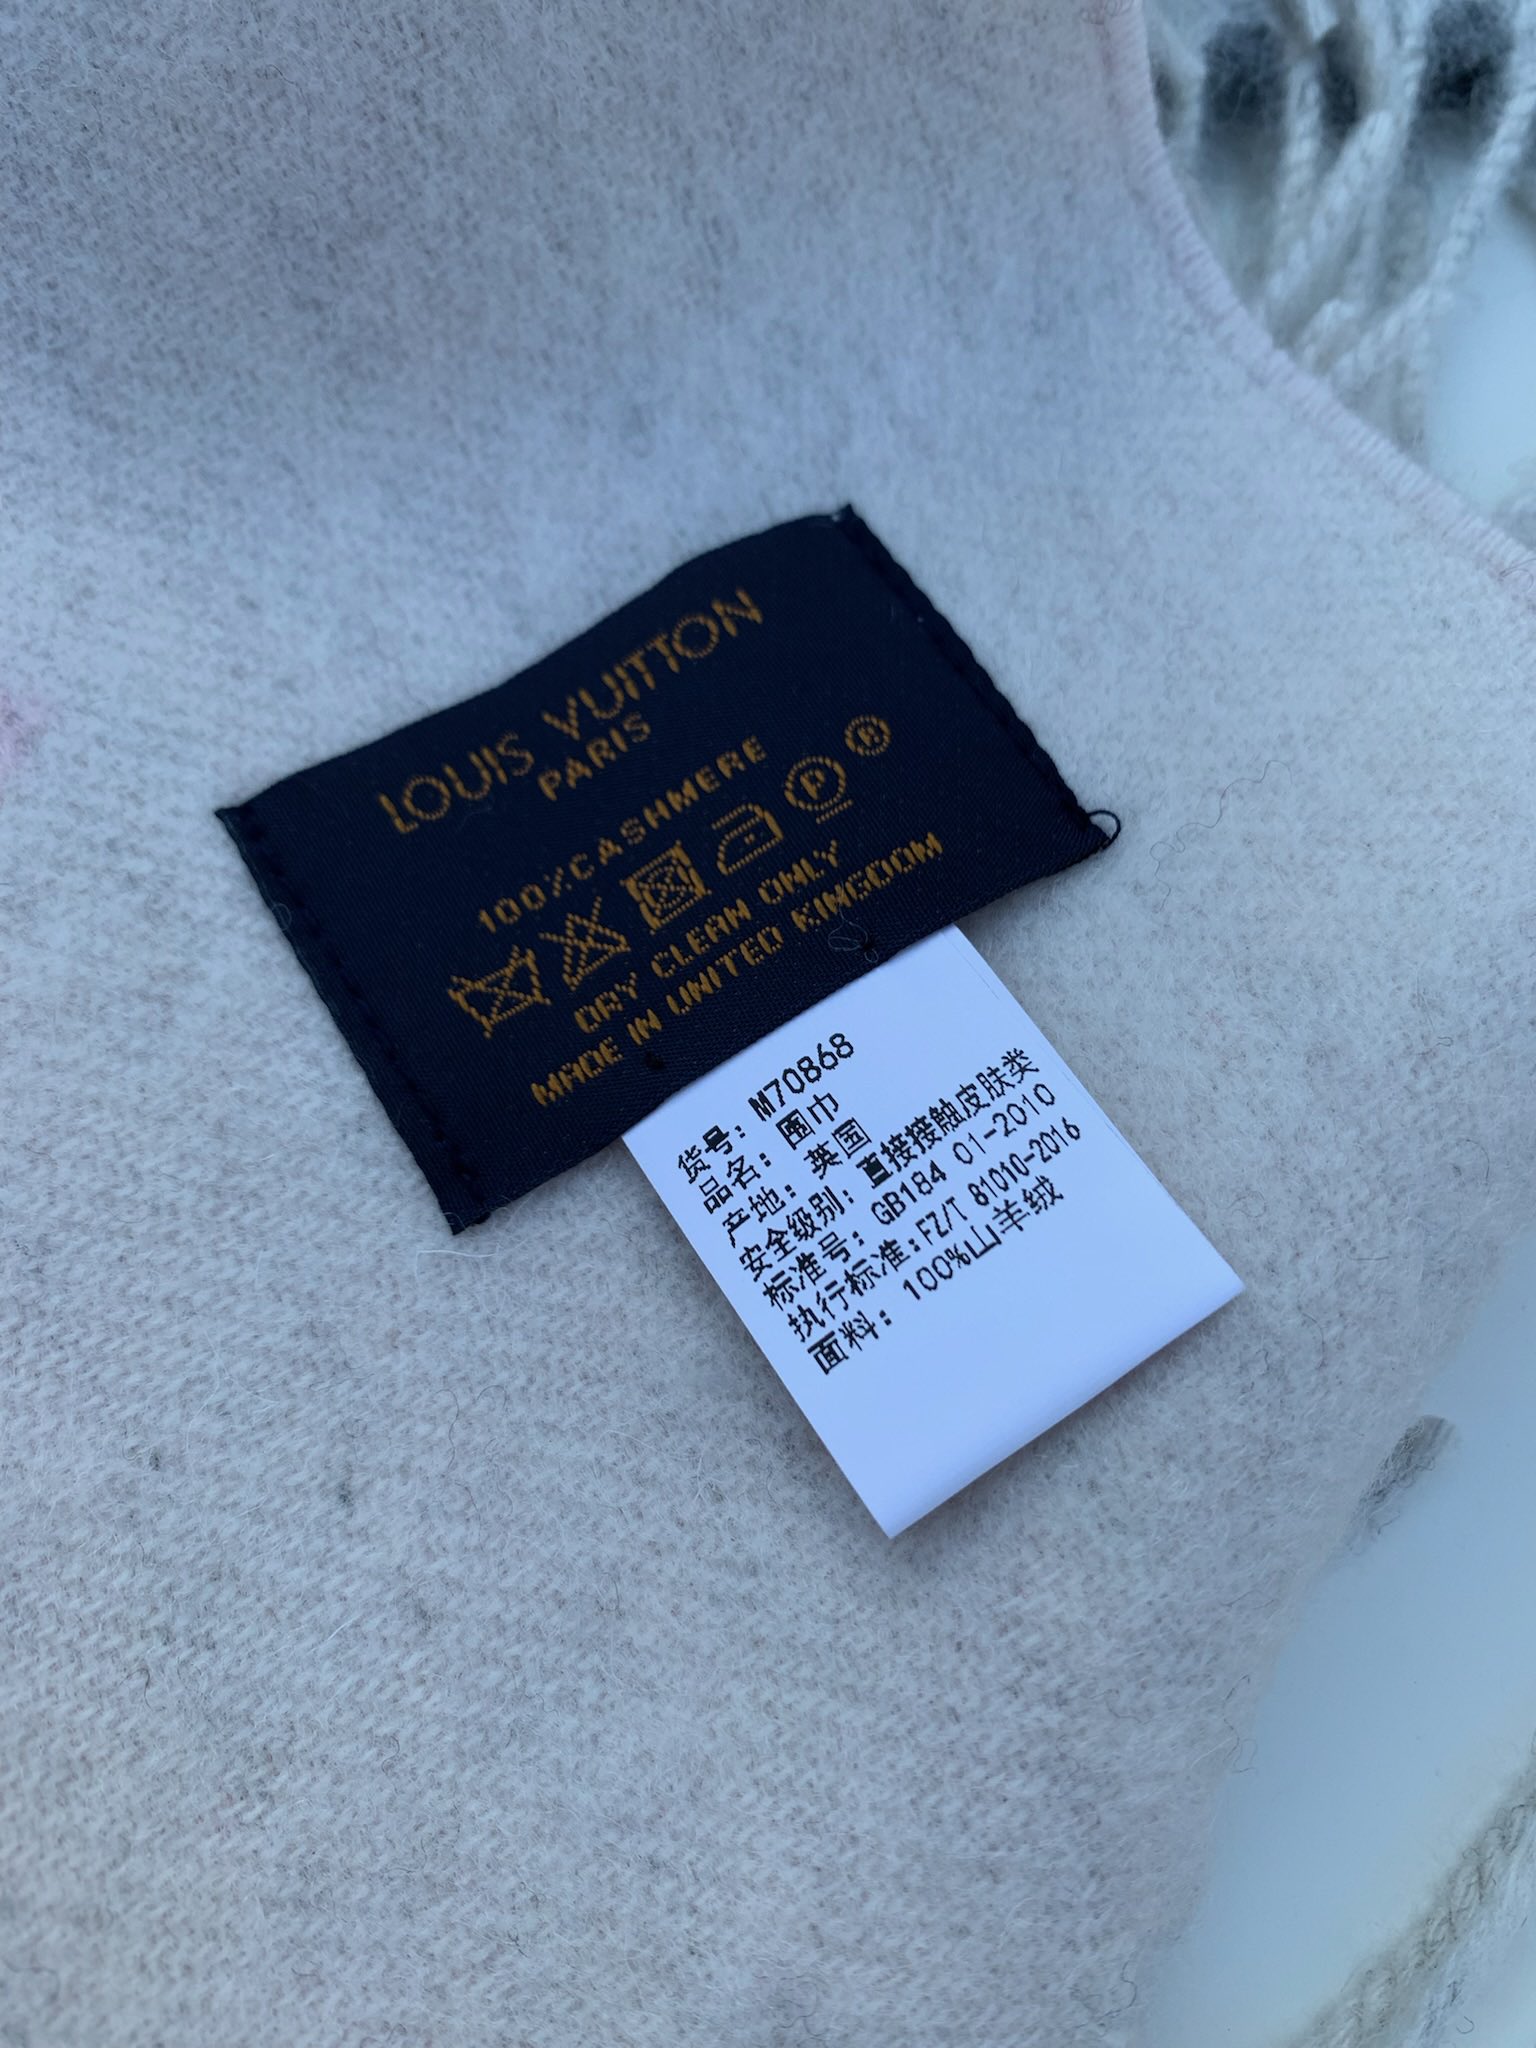 LOUIS VUITTON
PARIS
100%CASHMERE
DRY CLEAN ONLY
MADE IN UNITED KINGDOM
货号: M70868
品名: 围巾
产地: 英国
安全级别: 直接接触皮肤类
标准号: GB184 01-2010
执行标准: FZ/T 81010-2016
面料: 100%山羊绒